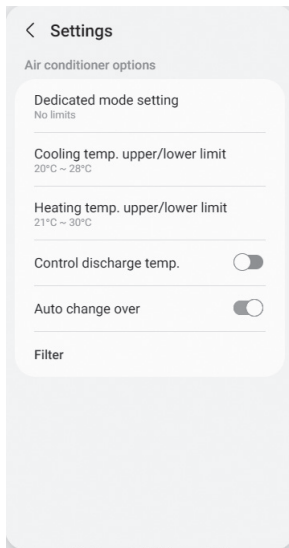 Settings
Air conditioner options
Dedicated mode setting
No limits
Cooling temp. upper/lower limit
20°C ~ 28°C
Heating temp. upper/lower limit
21°C ~ 30°C
Control discharge temp.
Auto change over
Filter